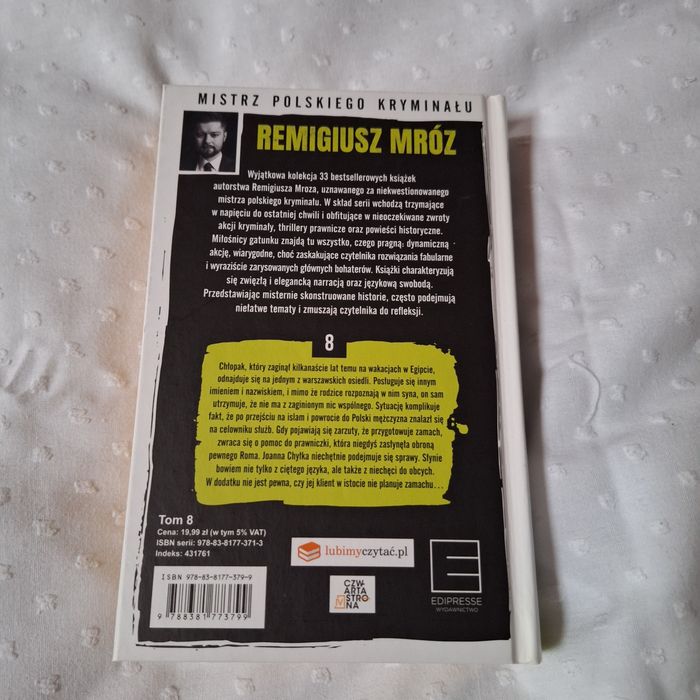 MISTRZ POLSKIEGO KRYMINAŁU
REMIGIUSZ MRÓZ
Wyjątkowa kolekcja 33 bestsellerowych książek
autorstwa Remigiusza Mroza, uznawanego za niekwestionowanego
mistrza polskiego kryminału. W skład serii wchodzą trzymające
w napięciu do ostatniej chwili i obfitujące w nieoczekiwane zwroty
akcji kryminały, thrillery prawnicze oraz powieści historyczne.
Miłośnicy gatunku znajdą tu wszystko, czego pragną: dynamiczną
akcję, wiarygodne, choć zaskakujące czytelnika rozwiązania fabularne
i wyraziście zarysowanych głównych bohaterów. Książki charakteryzują
się zwięzłą i elegancką narracją oraz językową swobodą.
Przedstawiając misternie skonstruowane historie, często podejmują
niełatwe tematy i zmuszają czytelnika do refleksji.
8
Chłopak, który zaginął kilkanaście lat temu na wakacjach w Egipcie,
odnajduje się na jednym z warszawskich osiedli. Posługuje się innym
imieniem i nazwiskiem, i mimo że rodzice rozpoznają w nim syna, on sam
utrzymuje, że nie ma z zaginionym nic wspólnego. Sytuację komplikuje
fakt, że po przejściu na islam i powrocie do Polski mężczyzna znalazł się
na celowniku służb. Gdy pojawiają się zarzuty, że przygotowuje zamach,
zwraca się o pomoc do prawniczki, która niegdyś zasłynęła obroną
pewnego Roma. Joanna Chyłka niechętnie podejmuje się sprawy. Słynie
bowiem nie tylko z ciętego języka, ale także z niechęci do obcych.
W dodatku nie jest pewna, czy jej klient w istocie nie planuje zamachu...
Tom 8
Cena: 19,99 zł (w tym 5% VAT)
ISBN serii: 978-83-8177-371-3
Indeks: 431761
ISBN 978-83-8177-379-9
9 788381 773799
lubimyczytać.pl
CZW
ARTA
STRO
NA
EDIPRESSE
WYDAWNICTWO